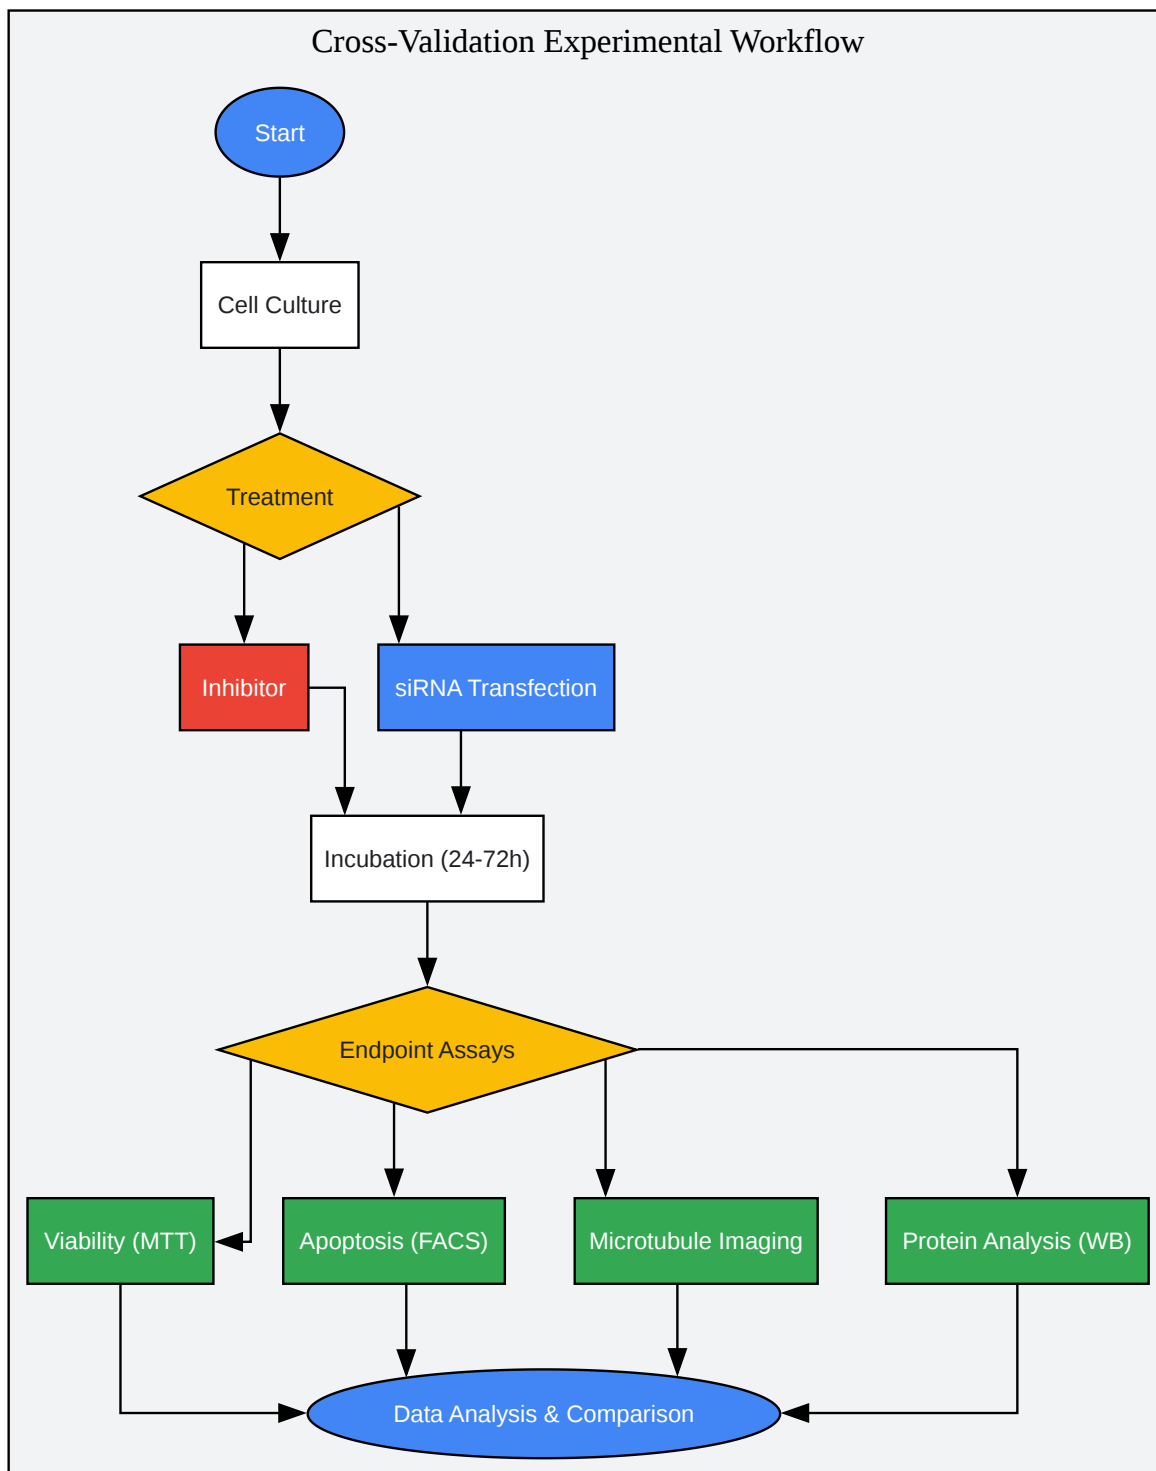 Cross-Validation Experimental Workflow
Start
Cell Culture
Treatment
Inhibitor
siRNA Transfection
Incubation (24-72h)
Endpoint Assays
Viability (MTT)
Apoptosis (FACS)
Microtubule Imaging
Protein Analysis (WB)
Data Analysis & Comparison